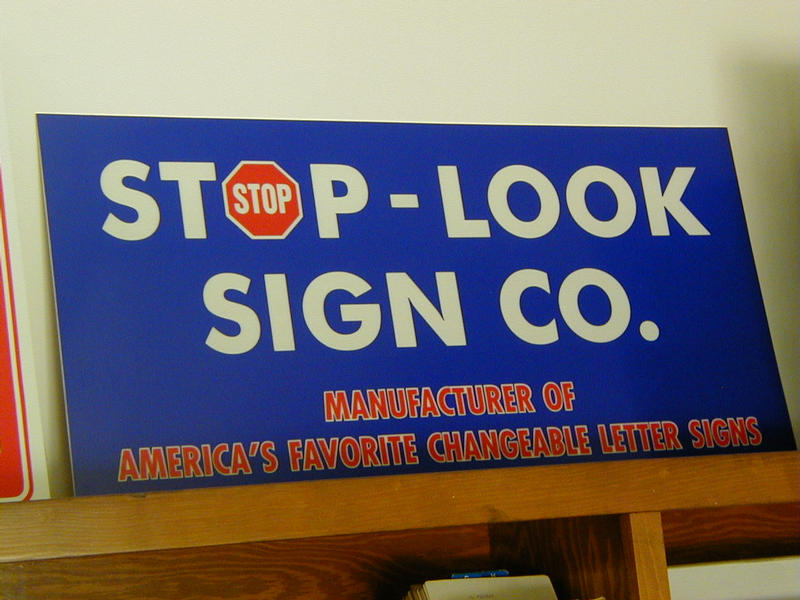 STOP - LOOK
SIGN CO.
MANUFACTURER OF
AMERICA'S FAVORITE CHANGEABLE LETTER SIGNS